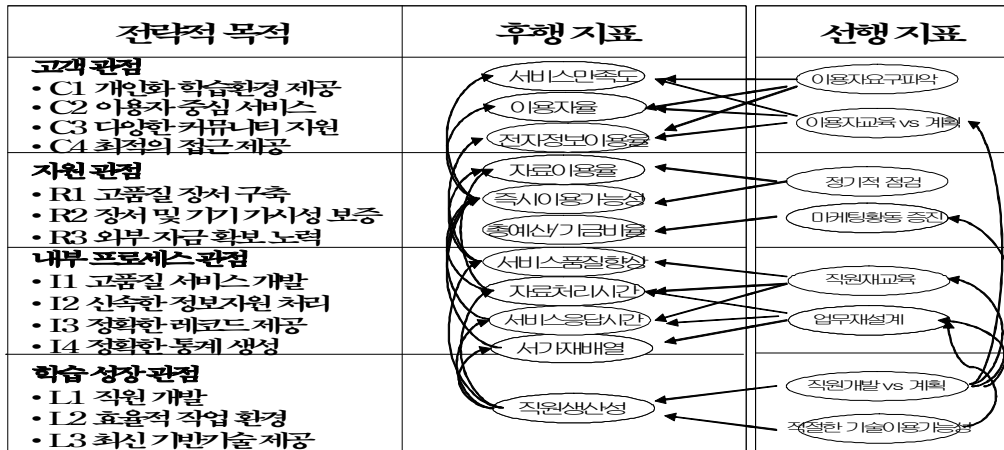 전략적 목적
후행 지표
선행 지표
고객 관점
• C1 개인화 학습환경 제공
• C2 이용자 중심 서비스
• C3 다양한 커뮤니티 지원
• C4 최적의 접근 제공
서비스만족도
이용자율
전자정보이용율
이용자요구파악
이용자교육 vs 계획
자원 관점
• R1 고품질 장서 구축
• R2 장서 및 기기 가시성 보증
• R3 외부 자금 확보 노력
자료이용율
즉시이용가능성
총예산/기금비율
정기적 점검
마케팅활동 증진
내부 프로세스 관점
• I1 고품질 서비스 개발
• I2 신속한 정보자원 처리
• I3 정확한 레코드 제공
• I4 정확한 통계 생성
서비스품질향상
자료처리시간
서비스응답시간
서가재배열
직원재교육
업무재설계
학습 성장 관점
• L1 직원 개발
• L2 효율적 작업 환경
• L3 최신 기반기술 제공
직원생산성
직원개발 vs 계획
적절한 기술이용가능성